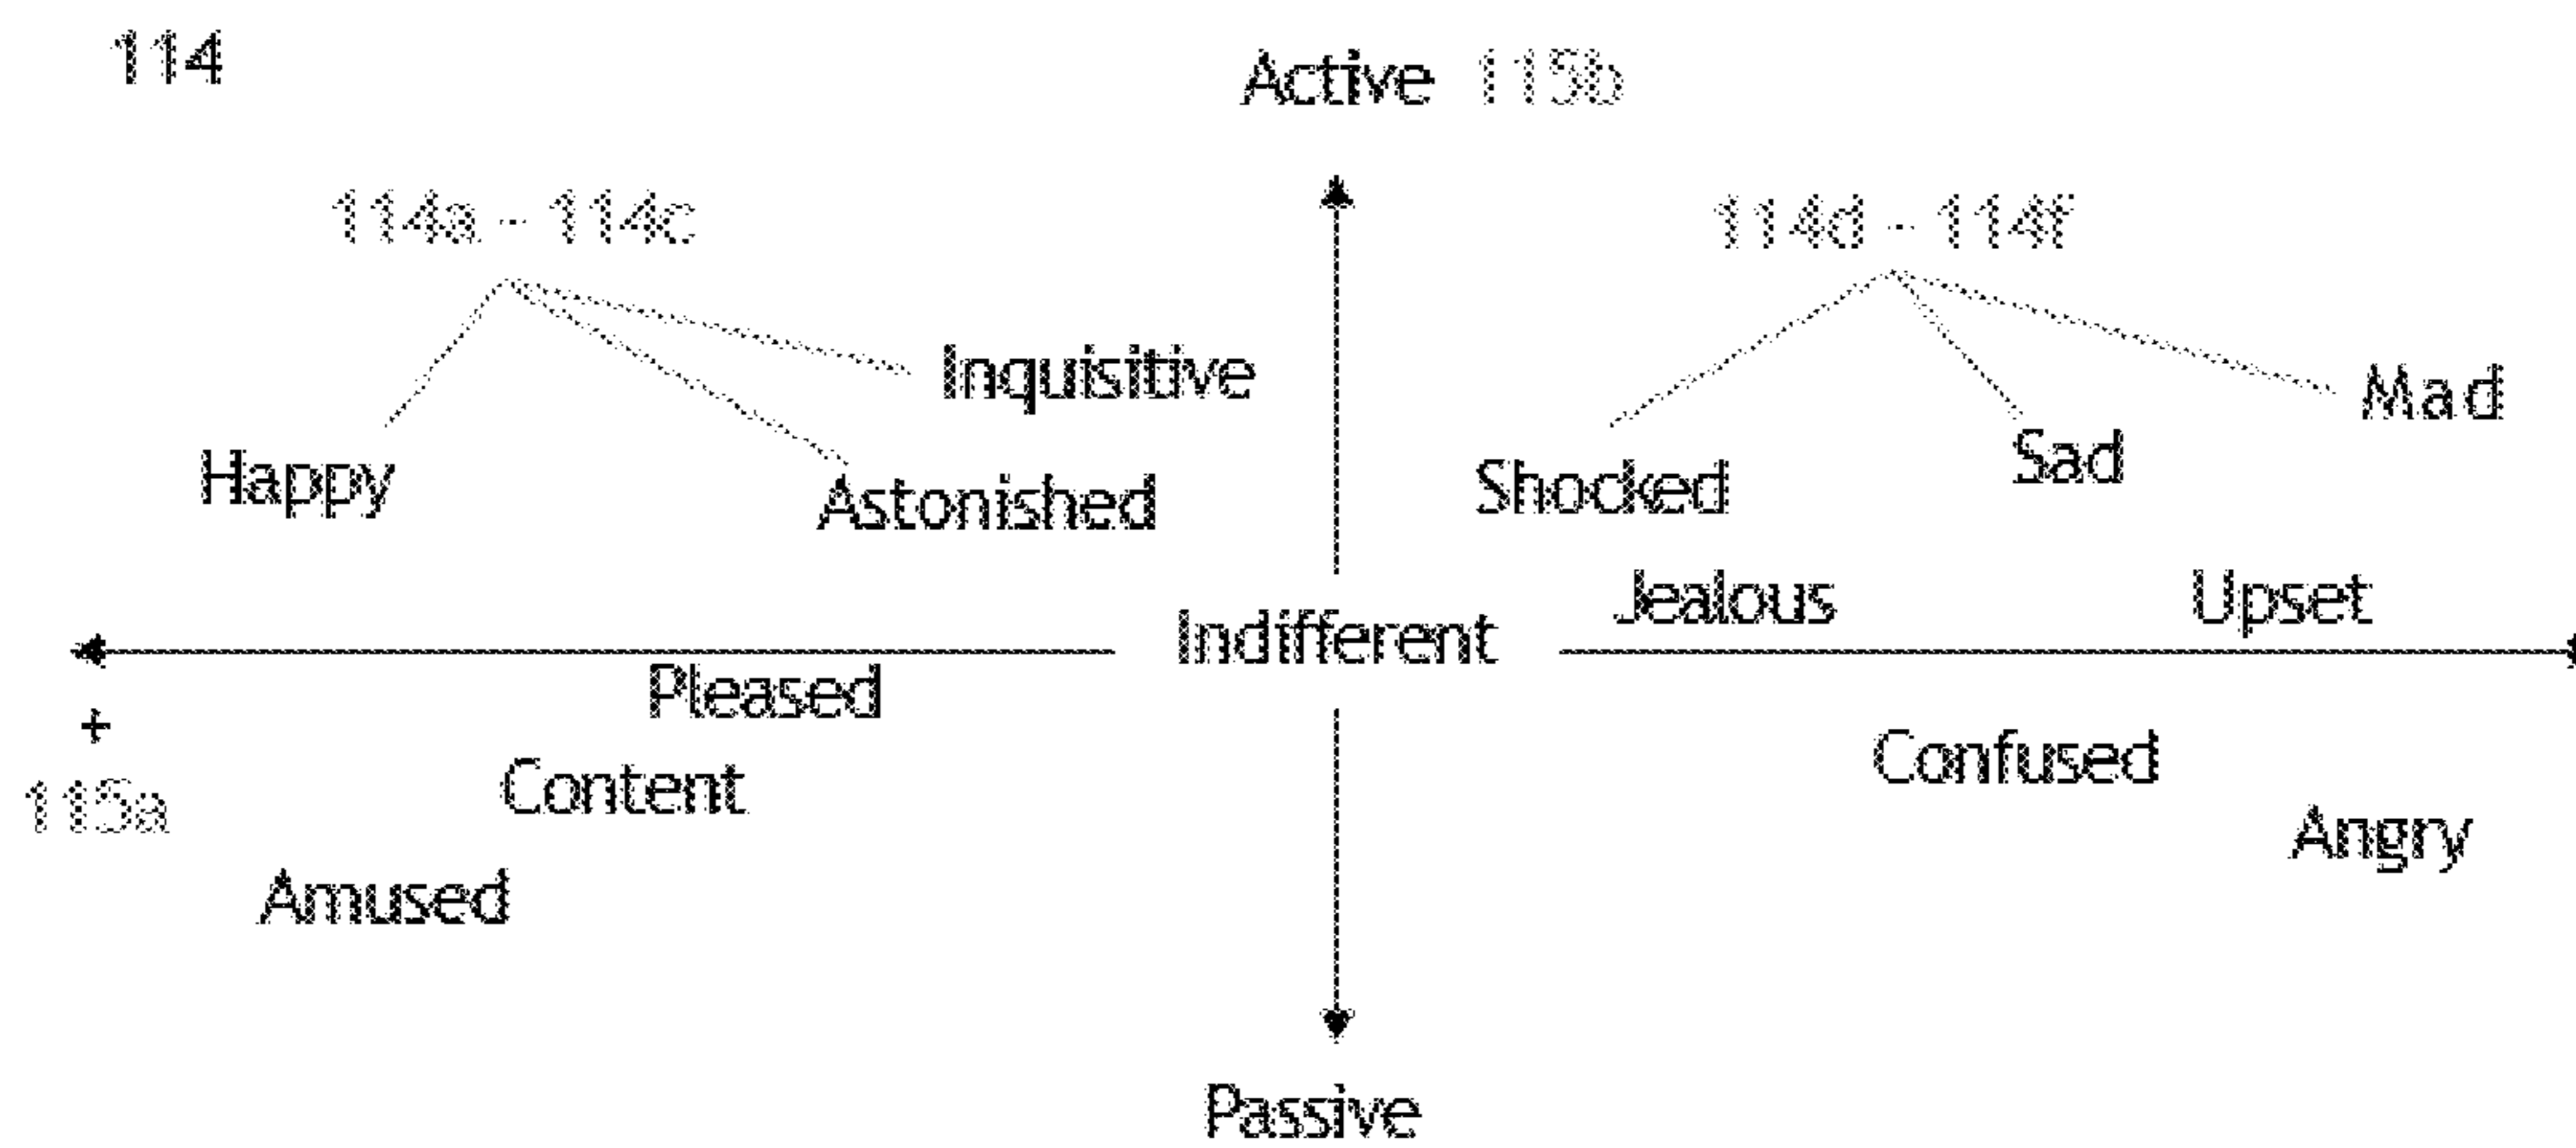 114
Active 115b
114a - 114c
114d - 114f
Inquisitive
Mad
Happy
Astonished
Shocked
Sad
Jealous
Upset
Indifferent
Pleased
+
Content
Confused
115a
Angry
Amused
Passive